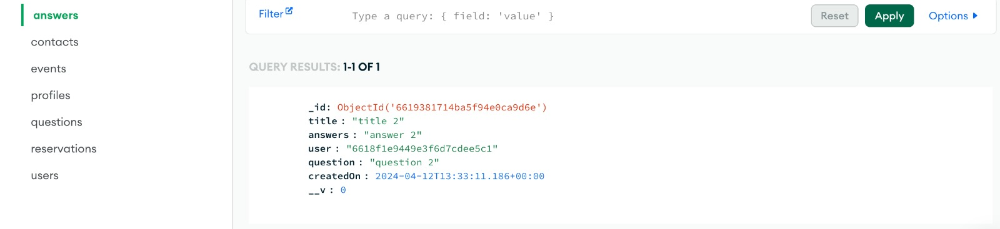 answers
contacts
events
profiles
questions
reservations
users
Filter
Type a query: { field: 'value' }
Reset
Apply
Options
QUERY RESULTS: 1-1 OF 1
_id: ObjectId('6619381714ba5f94e0ca9d6e')
title : "title 2"
answers : "answer 2"
user : "6618f1e9449e3f6d7cdee5c1"
question : "question 2"
createdOn : 2024-04-12T13:33:11.186+00:00
__v : 0